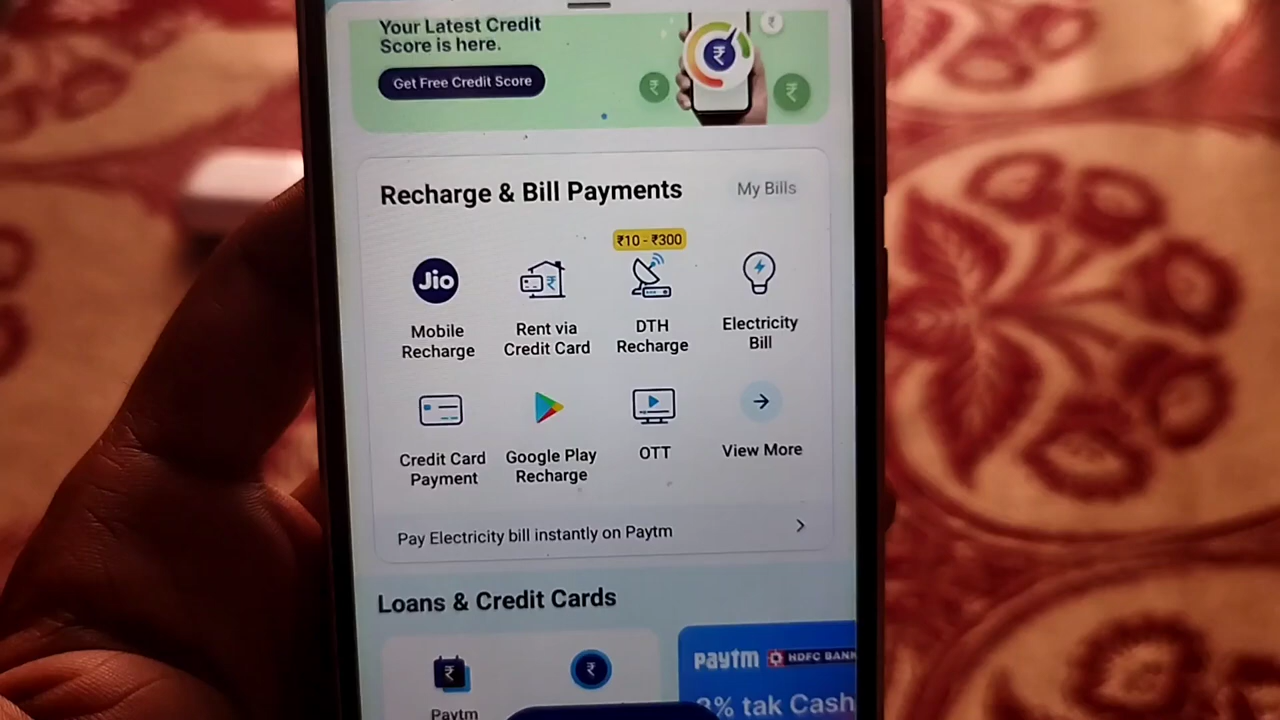 Your Latest Credit
Score is here.
Get Free Credit Score
Recharge & Bill Payments
My Bills
₹10 - ₹300
Jio
Mobile
Recharge
Rent via
Credit Card
DTH
Recharge
Electricity
Bill
Credit Card
Payment
Google Play
Recharge
OTT
View More
Pay Electricity bill instantly on Paytm
Loans & Credit Cards
Paytm
paytm HDFC BANK
% tak Cash